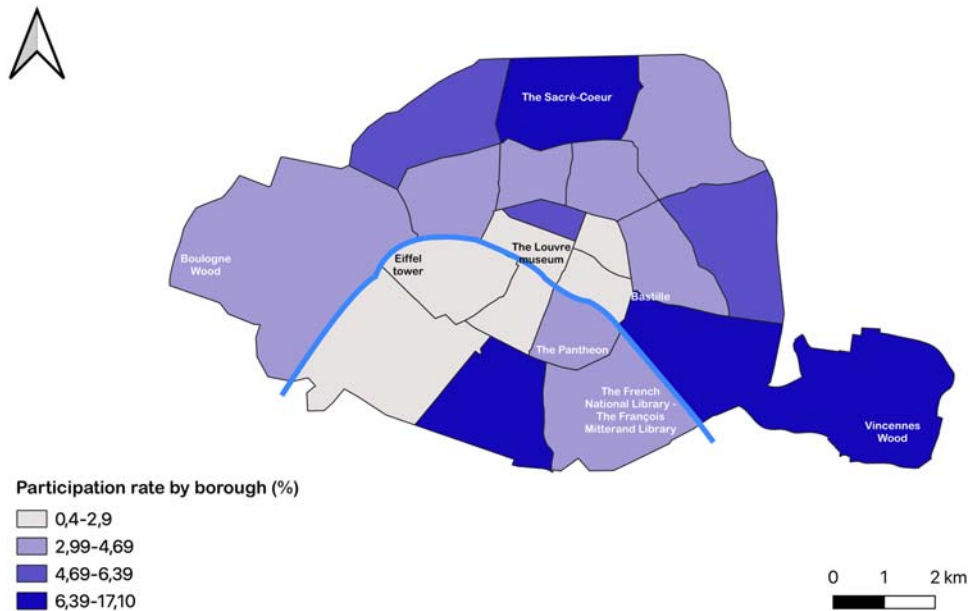 The Sacré-Coeur
Boulogne
Wood
Eiffel
tower
The Louvre
museum
Bastille
The Pantheon
The French
National Library -
The François
Mitterand Library
Vincennes
Wood
Participation rate by borough (%)
0,4-2,9
2,99-4,69
4,69-6,39
6,39-17,10
0 1 2 km